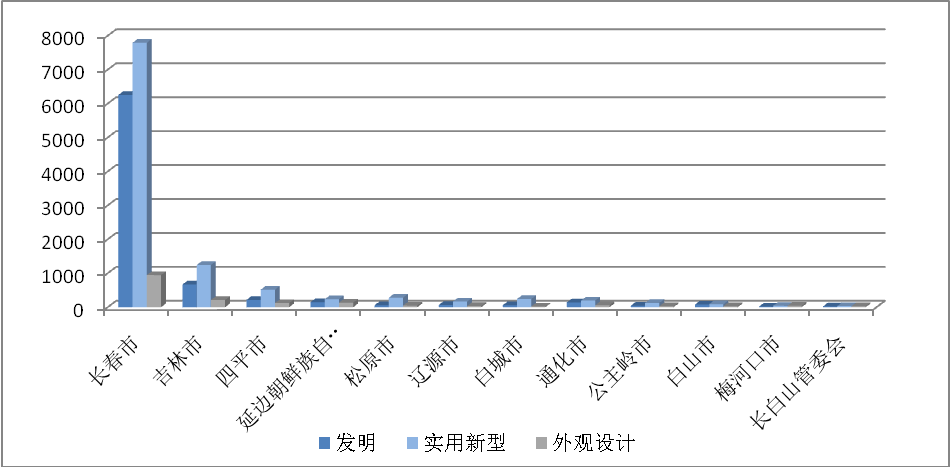 8000
7000
6000
5000
4000
3000
2000
1000
0
长春市
吉林市
四平市
延边朝鲜族自··
松原市
辽源市
白城市
通化市
公主岭市
白山市
梅河口市
长白山管委会
发明 实用新型 外观设计